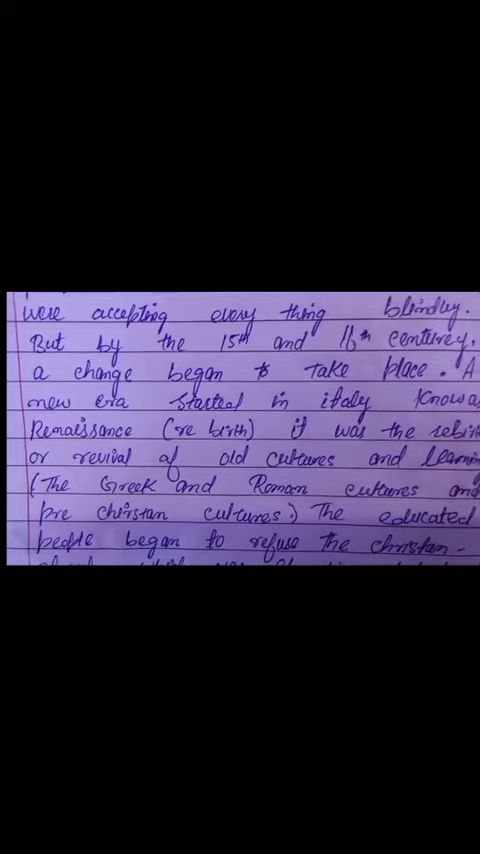 were accepting every thing blindly.
But by the 15th and 16th centurey,
a change began to take place. A
new era started in italy Know a
Renaissance (re birth) it was the rebirt
or revival of old cultures and learnin
(The Greek and Roman cultures and
pre christan cultures.) The educated
people began to refuse the christan-